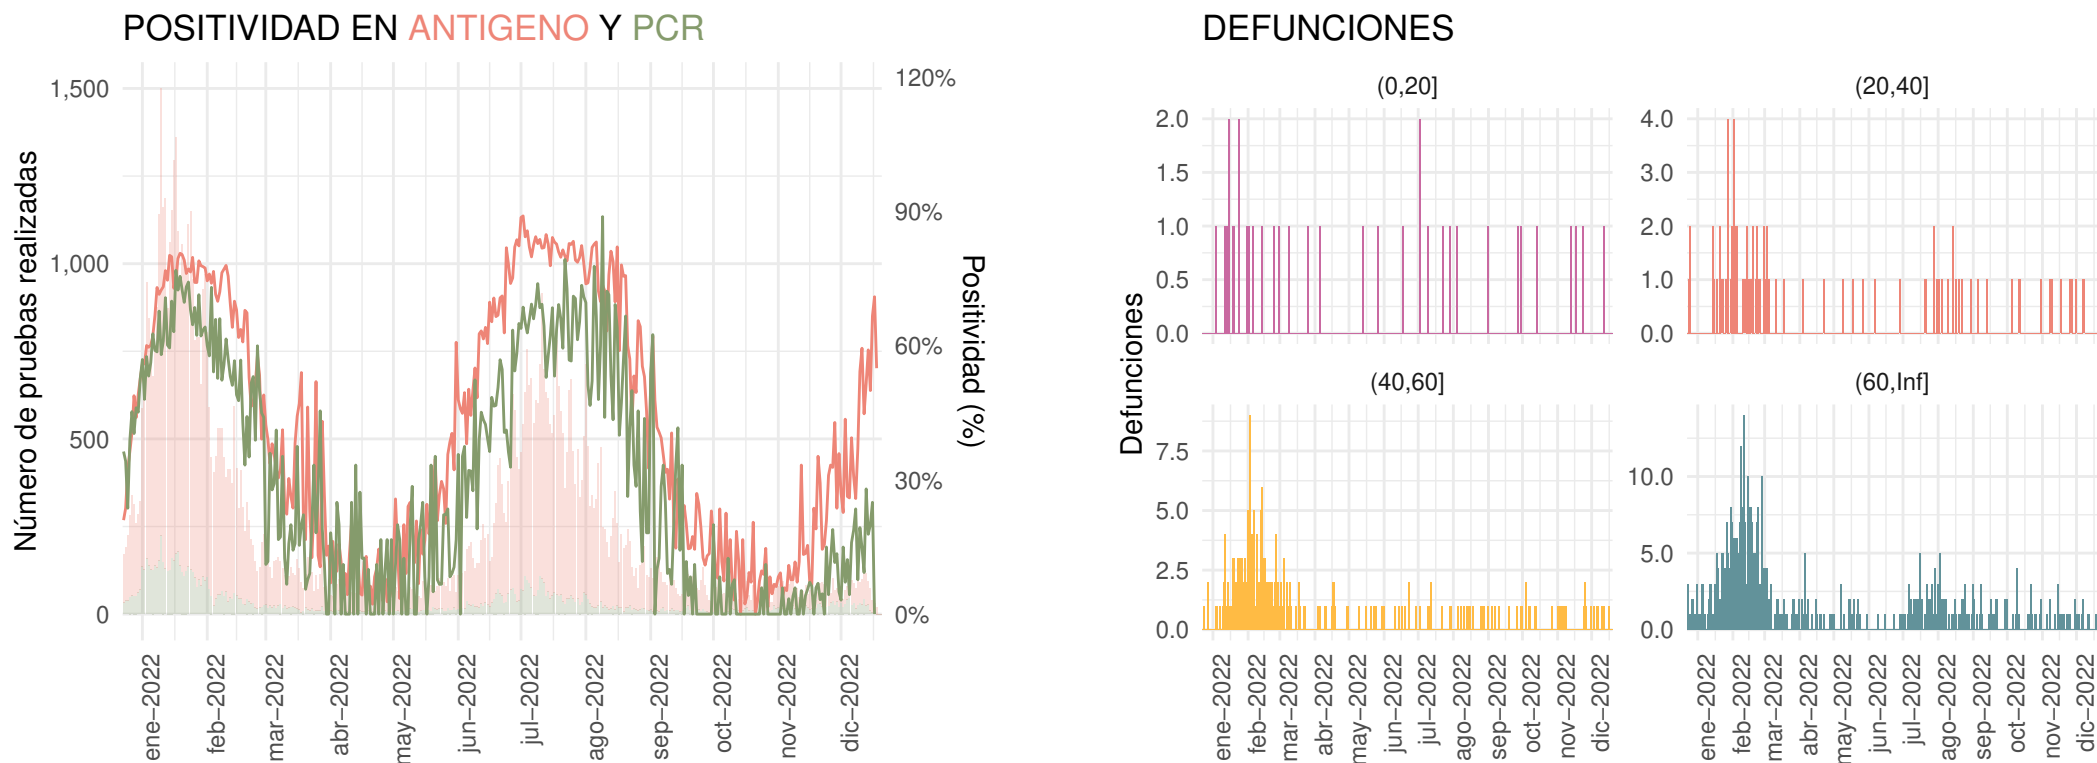 POSITIVIDAD EN ANTIGENO Y PCR
Número de pruebas realizadas
1,500
1,000
500
0
120%
90%
60%
30%
0%
Positividad (%)
ene−2022
feb−2022
mar−2022
abr−2022
may−2022
jun−2022
jul−2022
ago−2022
sep−2022
oct−2022
nov−2022
dic−2022
DEFUNCIONES
Defunciones
(0,20]
2.0
1.5
1.0
0.5
0.0
(20,40]
4.0
3.0
2.0
1.0
0.0
(40,60]
7.5
5.0
2.5
0.0
ene−2022
feb−2022
mar−2022
abr−2022
may−2022
jun−2022
jul−2022
ago−2022
sep−2022
oct−2022
nov−2022
dic−2022
(60,Inf]
10.0
5.0
0.0
ene−2022
feb−2022
mar−2022
abr−2022
may−2022
jun−2022
jul−2022
ago−2022
sep−2022
oct−2022
nov−2022
dic−2022